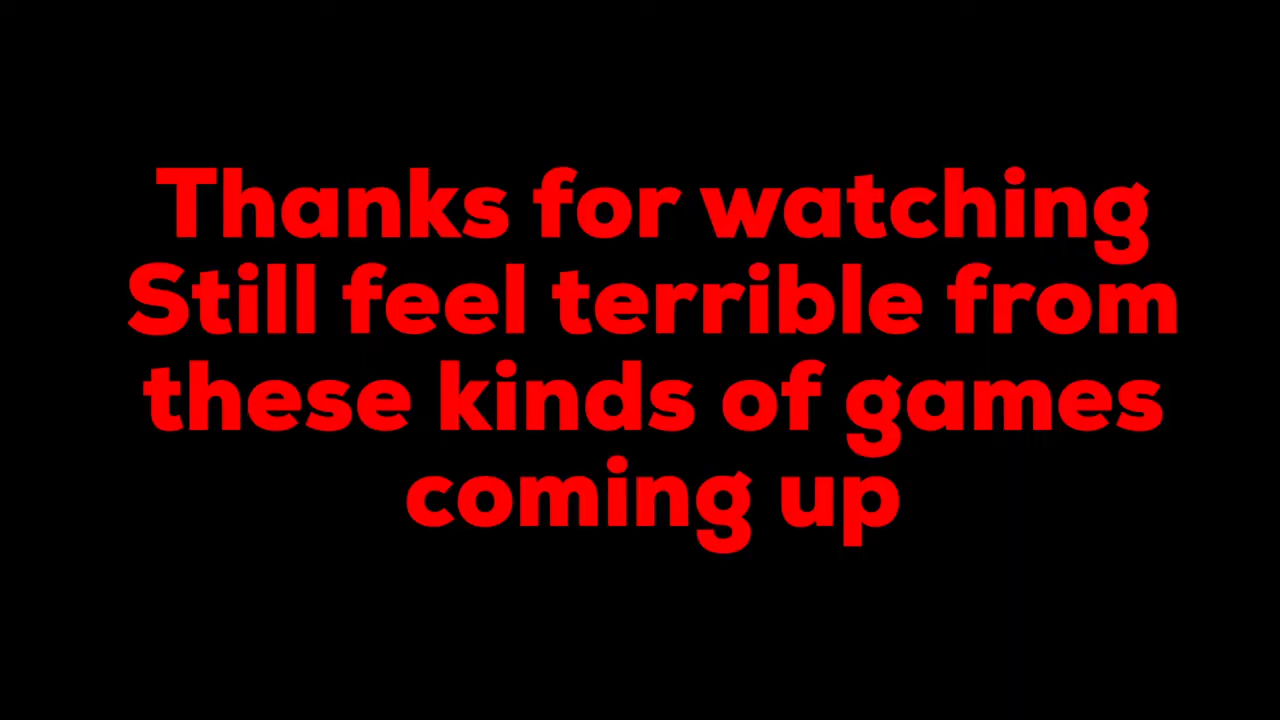 Thanks for watching
Still feel terrible from
these kinds of games
coming up